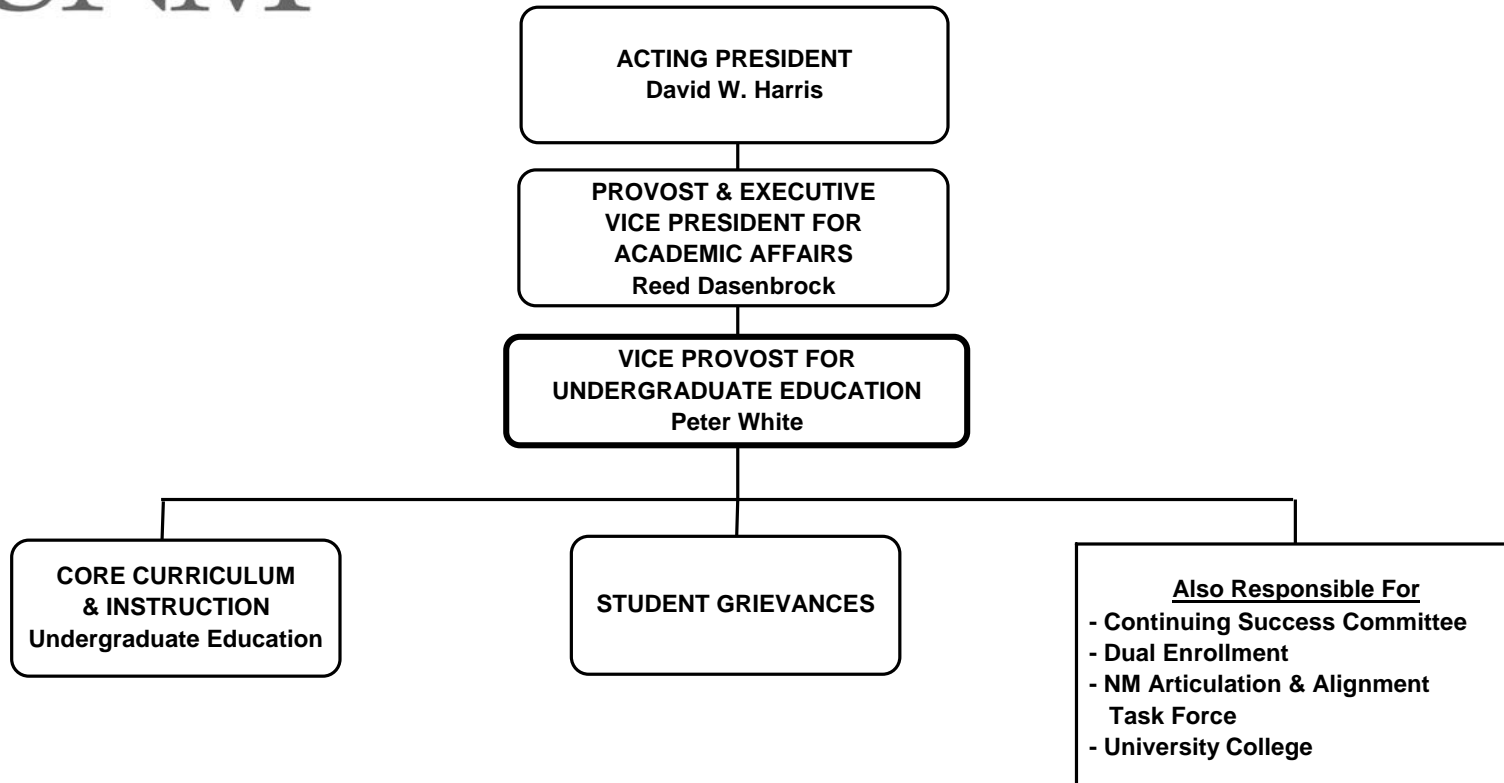 UNM
ACTING PRESIDENT
David W. Harris
PROVOST & EXECUTIVE
VICE PRESIDENT FOR
ACADEMIC AFFAIRS
Reed Dasenbrock
VICE PROVOST FOR
UNDERGRADUATE EDUCATION
Peter White
CORE CURRICULUM
& INSTRUCTION
Undergraduate Education
STUDENT GRIEVANCES
Also Responsible For
- Continuing Success Committee
- Dual Enrollment
- NM Articulation & Alignment
Task Force
- University College